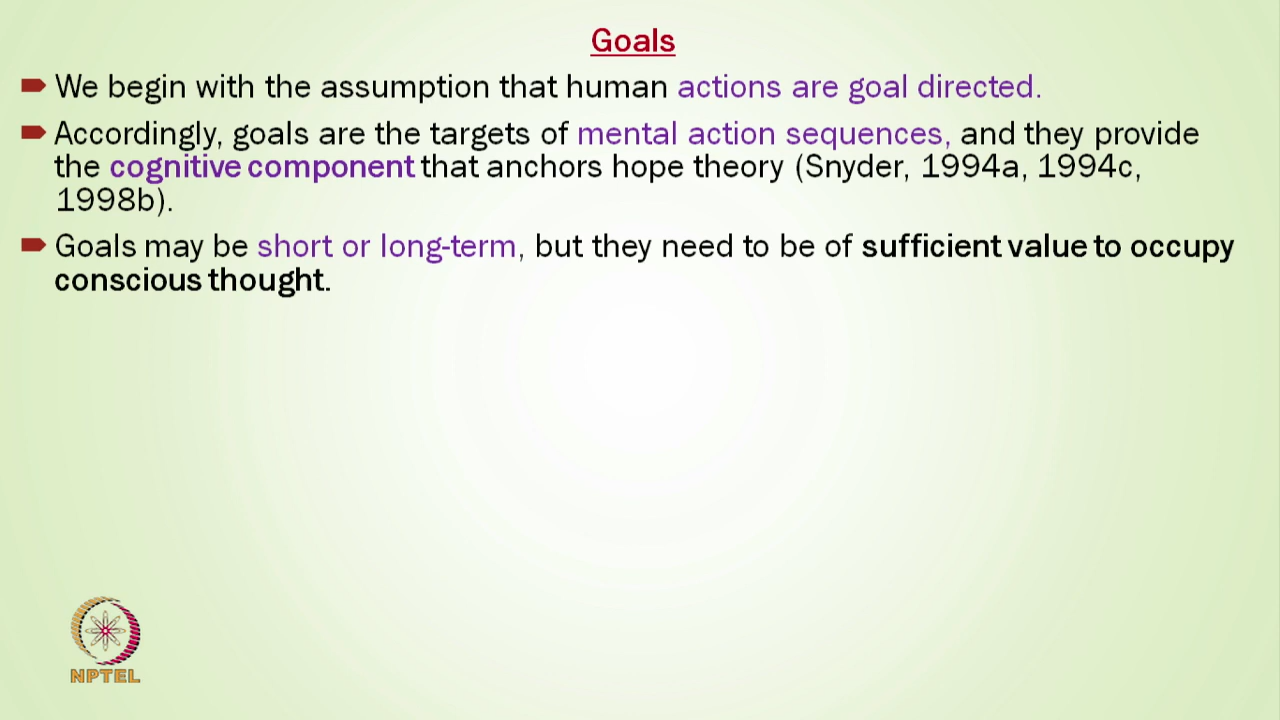 Goals
We begin with the assumption that human actions are goal directed.
Accordingly, goals are the targets of mental action sequences, and they provide
the cognitive component that anchors hope theory (Snyder, 1994a, 1994c,
1998b).
Goals may be short or long-term, but they need to be of sufficient value to occupy
conscious thought.
NPTEL